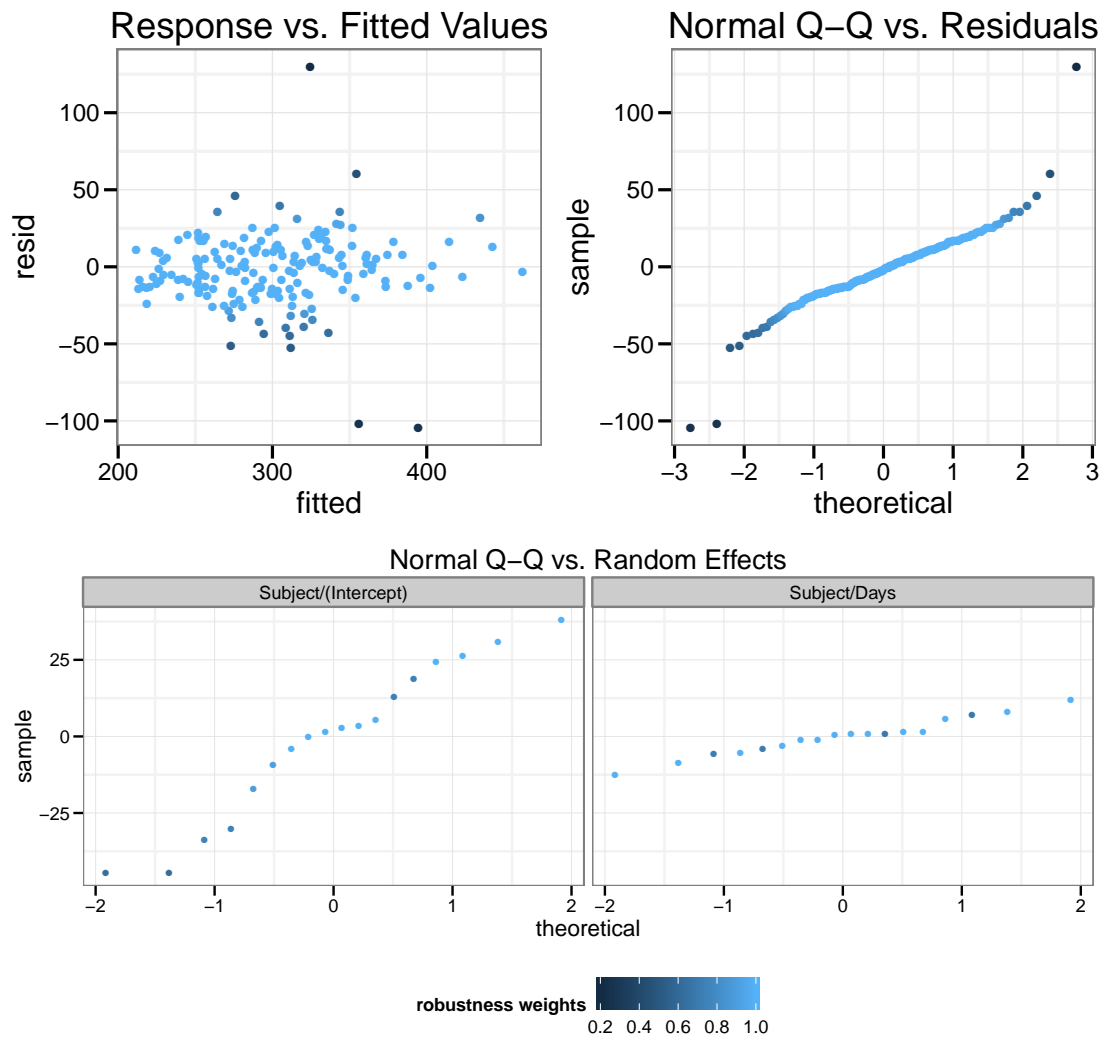 Response vs. Fitted Values
Normal Q−Q vs. Residuals
100
50
0
−50
−100
resid
200 300 400
fitted
100
50
0
−50
−100
sample
−3 −2 −1 0 1 2 3
theoretical
Normal Q−Q vs. Random Effects
Subject/(Intercept)
Subject/Days
25
0
−25
sample
−2 −1 0 1 2
−2 −1 0 1 2
theoretical
robustness weights
0.2 0.4 0.6 0.8 1.0